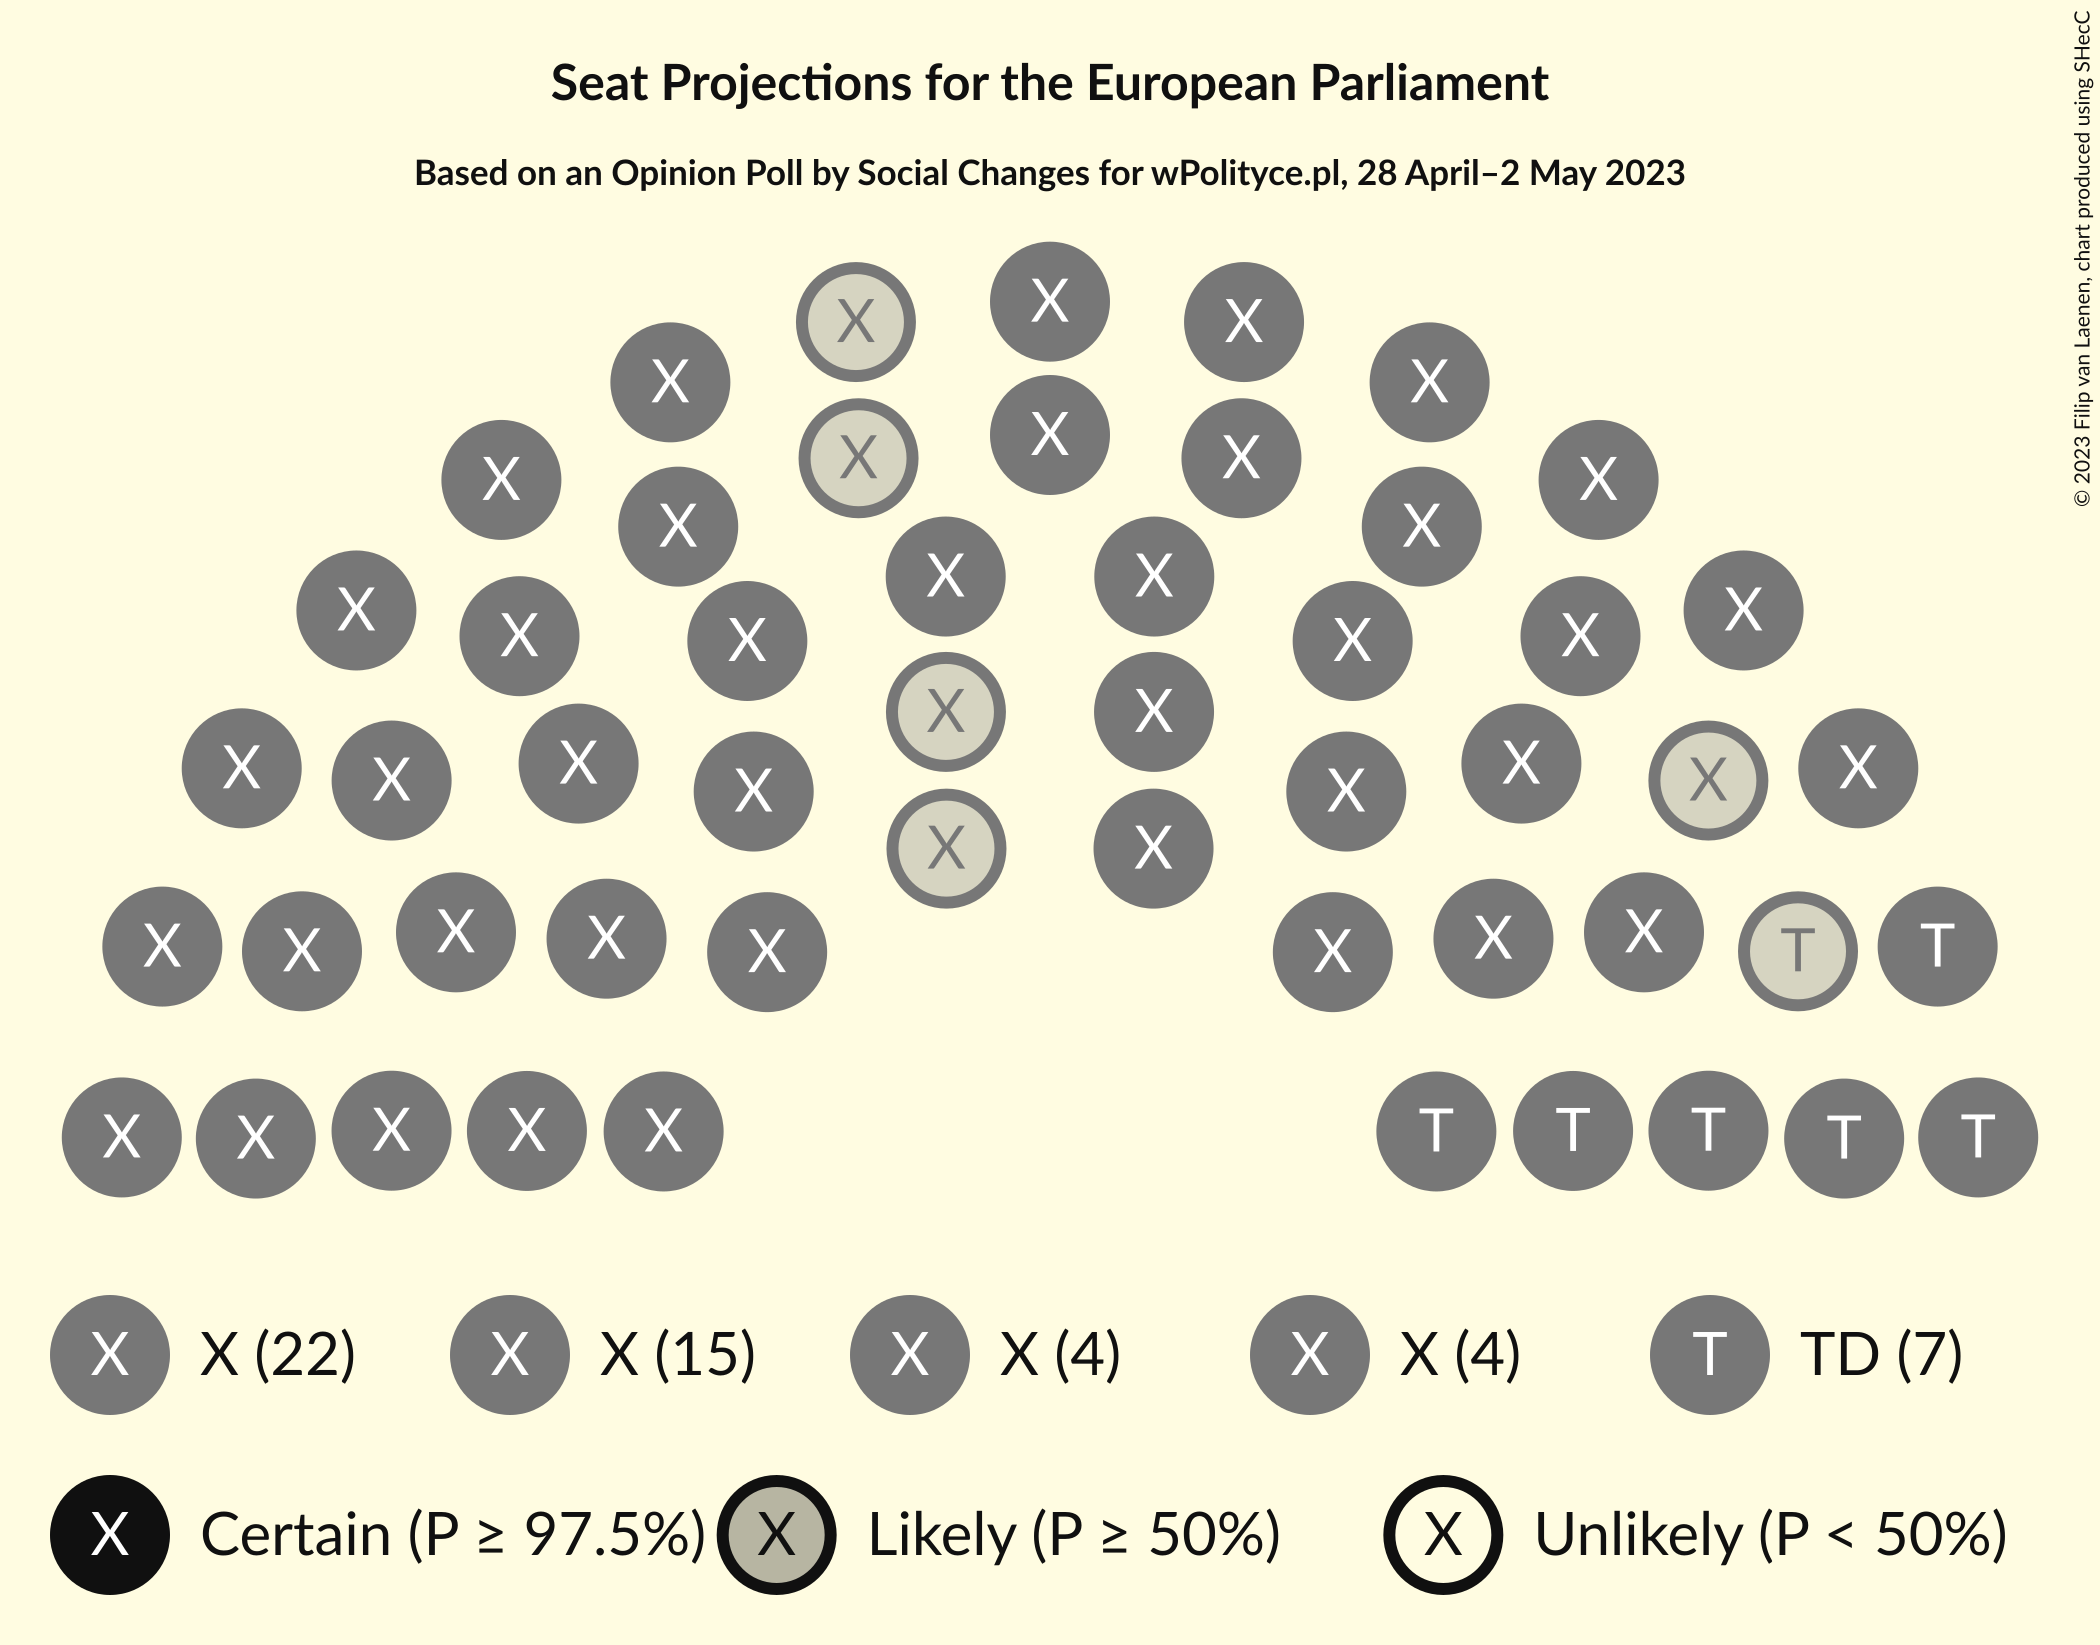 Seat Projections for the European Parliament
Based on an Opinion Poll by Social Changes for wPolityce.pl, 28 April–2 May 2023
© 2023 Filip van Laenen, chart produced using SHecC
X
X X
X X
X
X X
X X
X X
X X
X X
X X X X
X X X X
X X
X X X X
X X X X
X X
X X X X X X T T
X X X X X T T T T T
X X (22) X X (15) X X (4) X X (4) T TD (7)
X Certain (P ≥ 97.5%) X Likely (P ≥ 50%) X Unlikely (P < 50%)